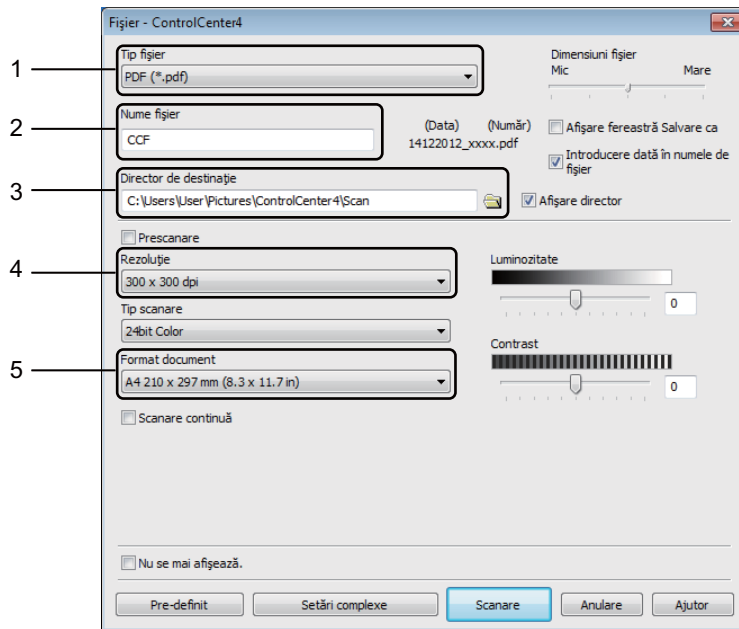 Fişier - ControlCenter4
1
Tip fişier
PDF (*.pdf)
Dimensiuni fişier
Mic Mare
2
Nume fişier
CCF
(Data) (Număr)
14122012_xxxx.pdf
Afişare fereastră Salvare ca
Introducere dată în numele de
fişier
3
Director de destinaţie
C:\Users\User\Pictures\ControlCenter4\Scan
Afişare director
Prescanare
4
Rezoluţie
300 x 300 dpi
Luminozitate
0
Tip scanare
24bit Color
Contrast
0
5
Format document
A4 210 x 297 mm (8.3 x 11.7 in)
Scanare continuă
Nu se mai afişează.
Pre-definit Setări complexe Scanare Anulare Ajutor